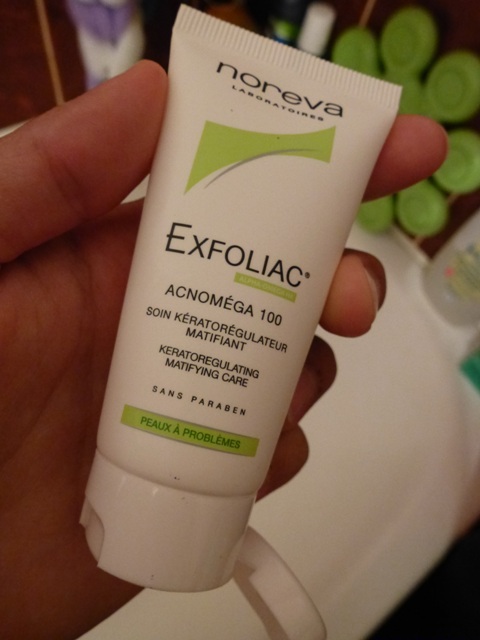 noreva
LABORATOIRES
EXFOLIAC®
ACNOMÉGA 100
SOIN KÉRATORÉGULATEUR
MATIFIANT
KERATOREGULATING
MATIFYING CARE
SANS PARABEN
PEAUX À PROBLÈMES